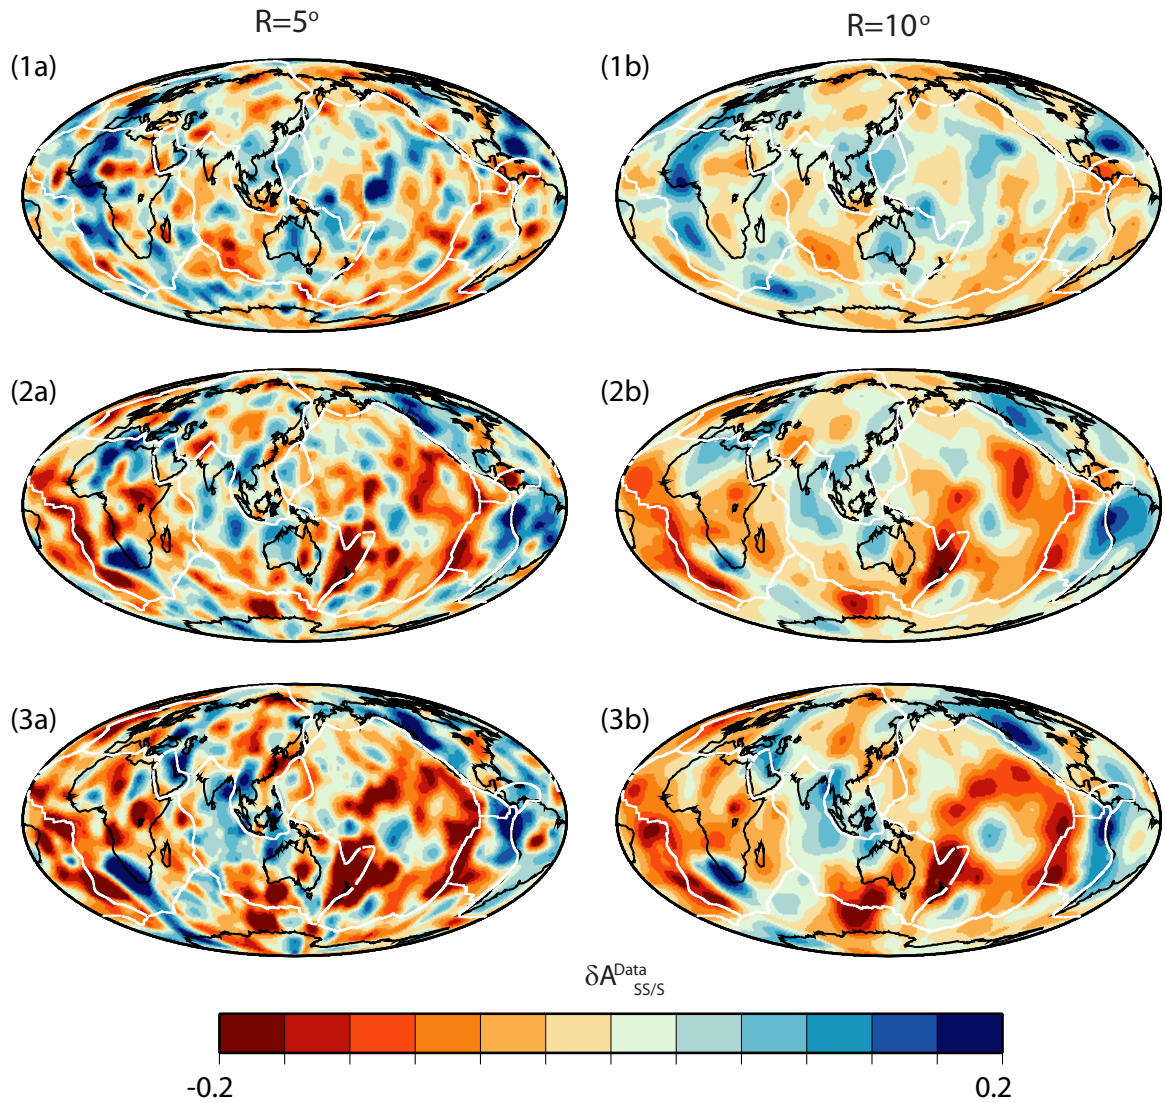 R=5° R=10°
(1a) (1b)
(2a) (2b)
(3a) (3b)
δA^Data_SS/S
-0.2 0.2